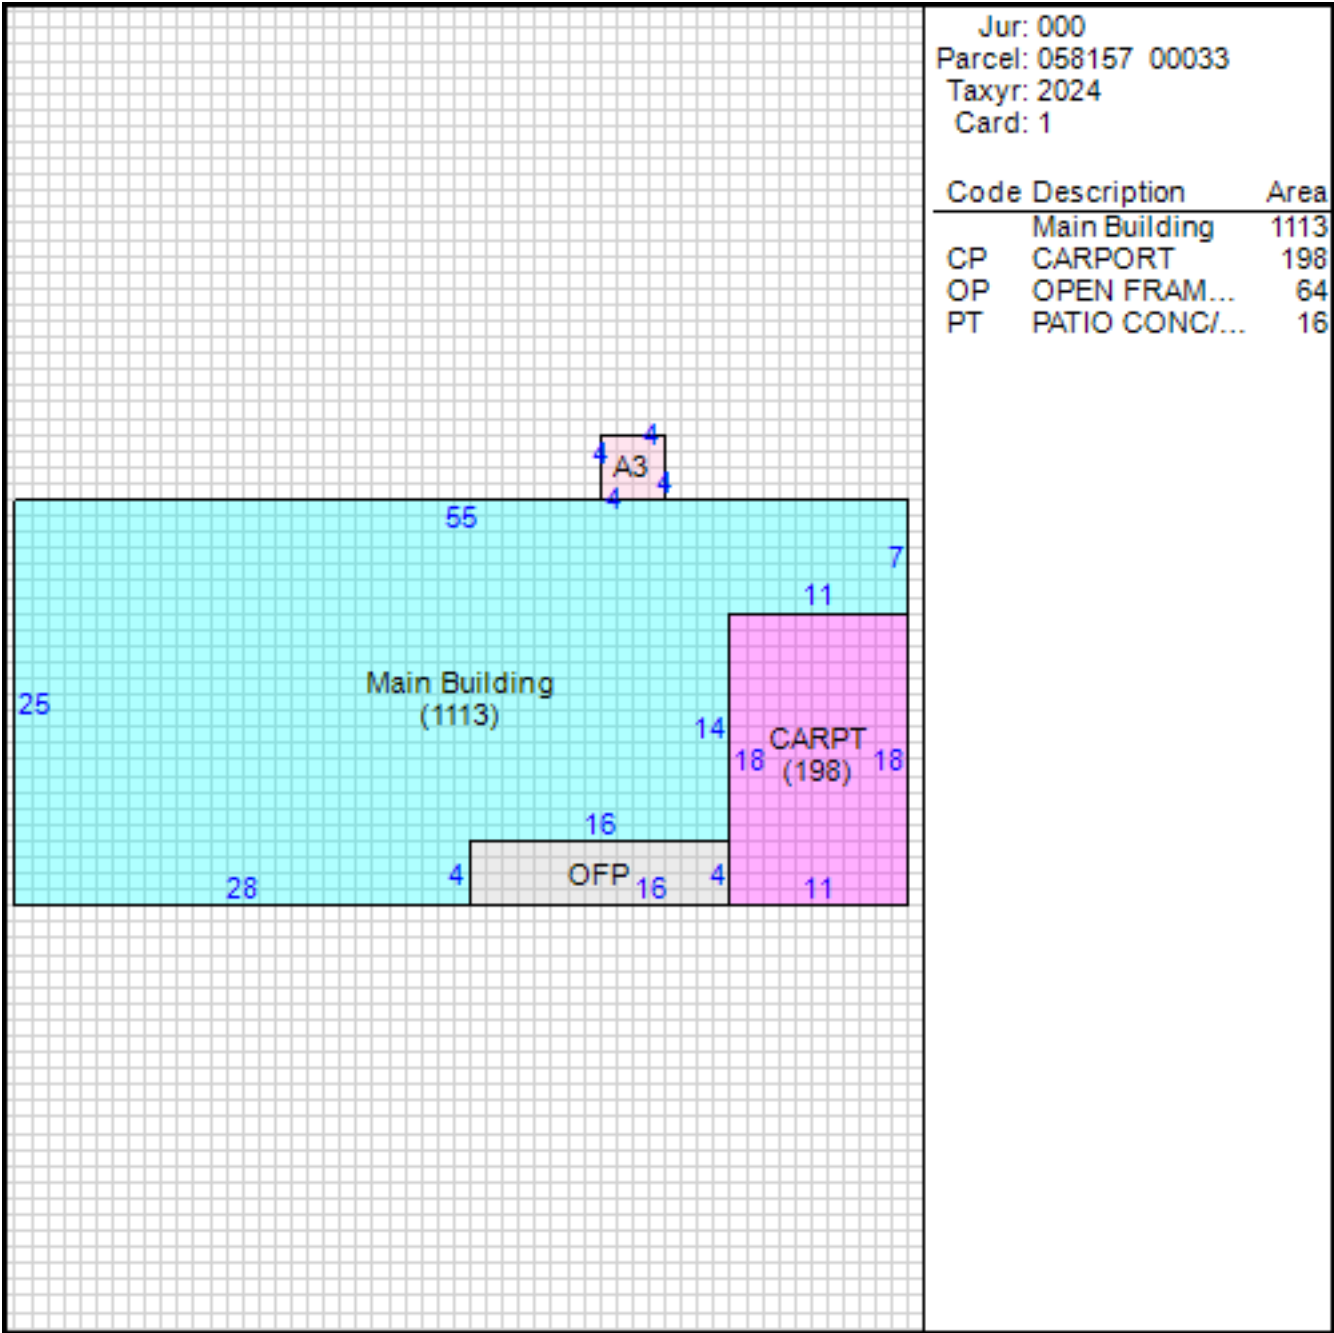 Jur: 000
Parcel: 058157 00033
Taxyr: 2024
Card: 1
Code Description Area
Main Building 1113
CP CARPORT 198
OP OPEN FRAM... 64
PT PATIO CONC/... 16
4
4
A3
4
4
55
7
11
Main Building
(1113)
25
14
CARPT
18
18
(198)
16
4
OFP
4
28
16
11